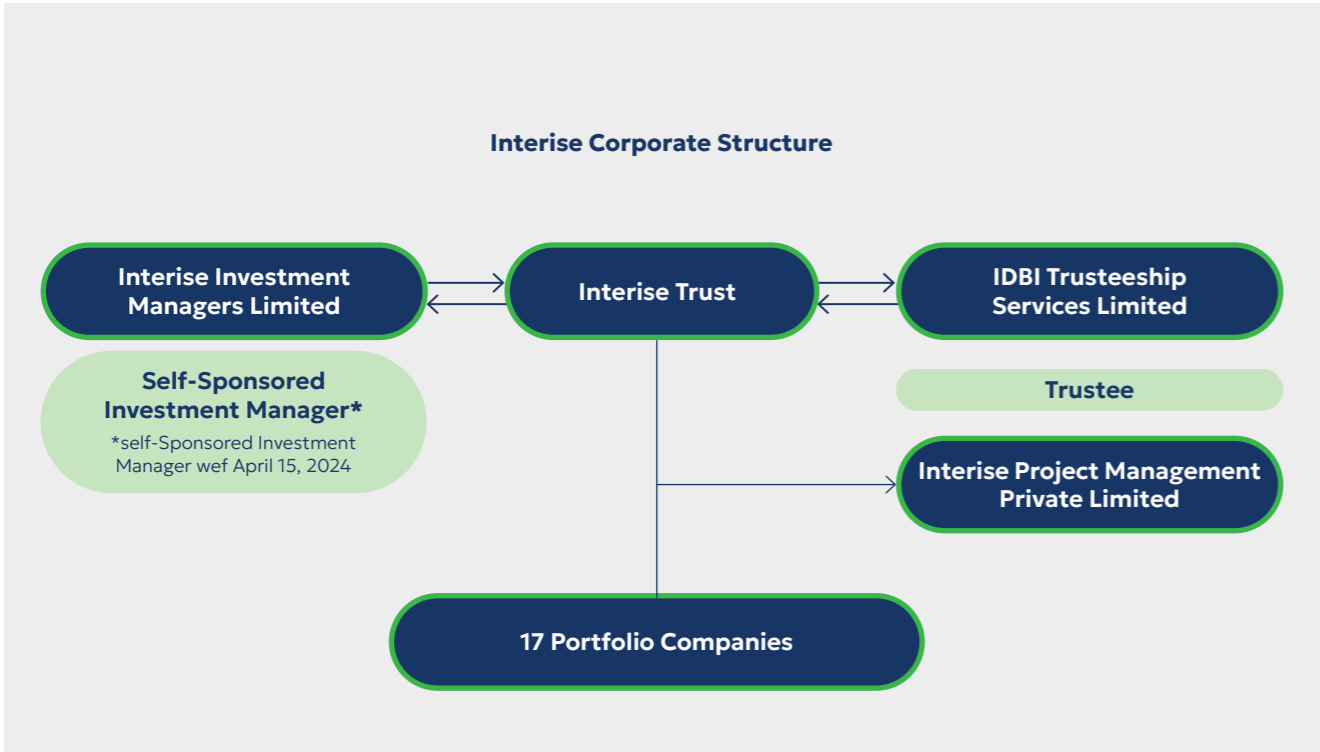 Interise Corporate Structure
Interise Investment
Managers Limited
Interise Trust
IDBI Trusteeship
Services Limited
Self-Sponsored
Investment Manager*
*self-Sponsored Investment
Manager wef April 15, 2024
Trustee
Interise Project Management
Private Limited
17 Portfolio Companies